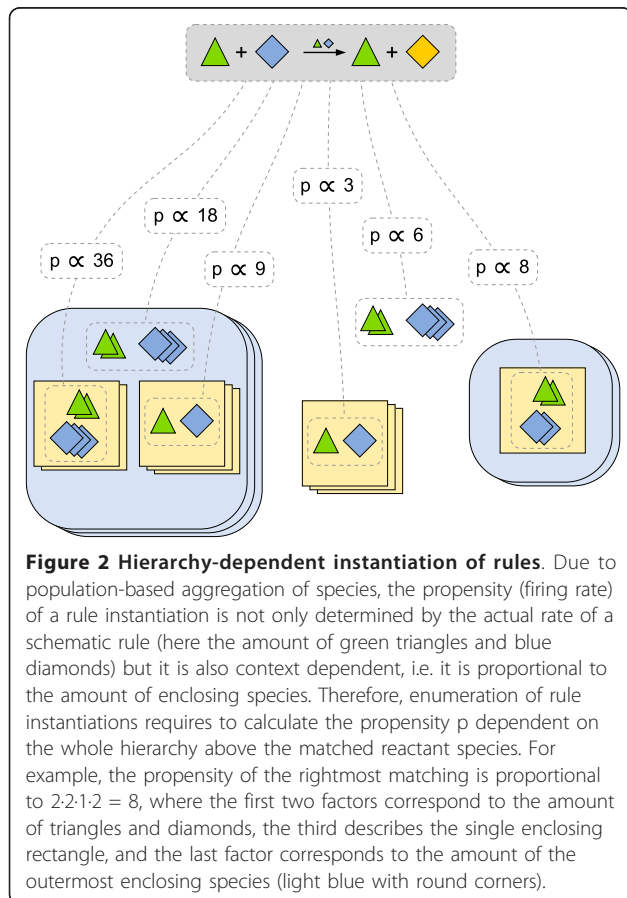 + +
p ∝ 3
p ∝ 18
p ∝ 6
p ∝ 36
p ∝ 9
p ∝ 8
Figure 2 Hierarchy-dependent instantiation of rules. Due to
population-based aggregation of species, the propensity (firing rate)
of a rule instantiation is not only determined by the actual rate of a
schematic rule (here the amount of green triangles and blue
diamonds) but it is also context dependent, i.e. it is proportional to
the amount of enclosing species. Therefore, enumeration of rule
instantiations requires to calculate the propensity p dependent on
the whole hierarchy above the matched reactant species. For
example, the propensity of the rightmost matching is proportional
to 2·2·1·2 = 8, where the first two factors correspond to the amount
of triangles and diamonds, the third describes the single enclosing
rectangle, and the last factor corresponds to the amount of the
outermost enclosing species (light blue with round corners).